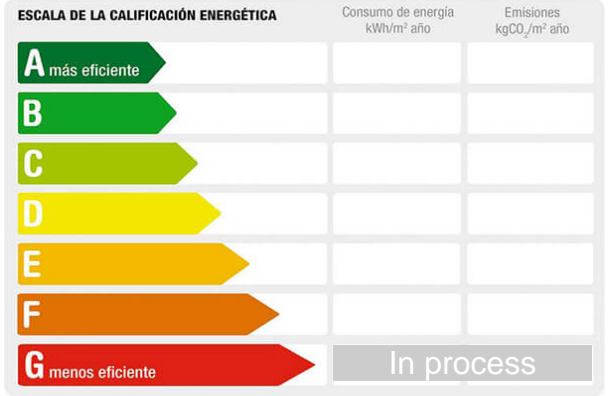 ESCALA DE LA CALIFICACIÓN ENERGÉTICA
Consumo de energía
kWh/m² año
Emisiones
kgCO₂/m² año
A más eficiente
B
C
D
E
F
G menos eficiente
In process